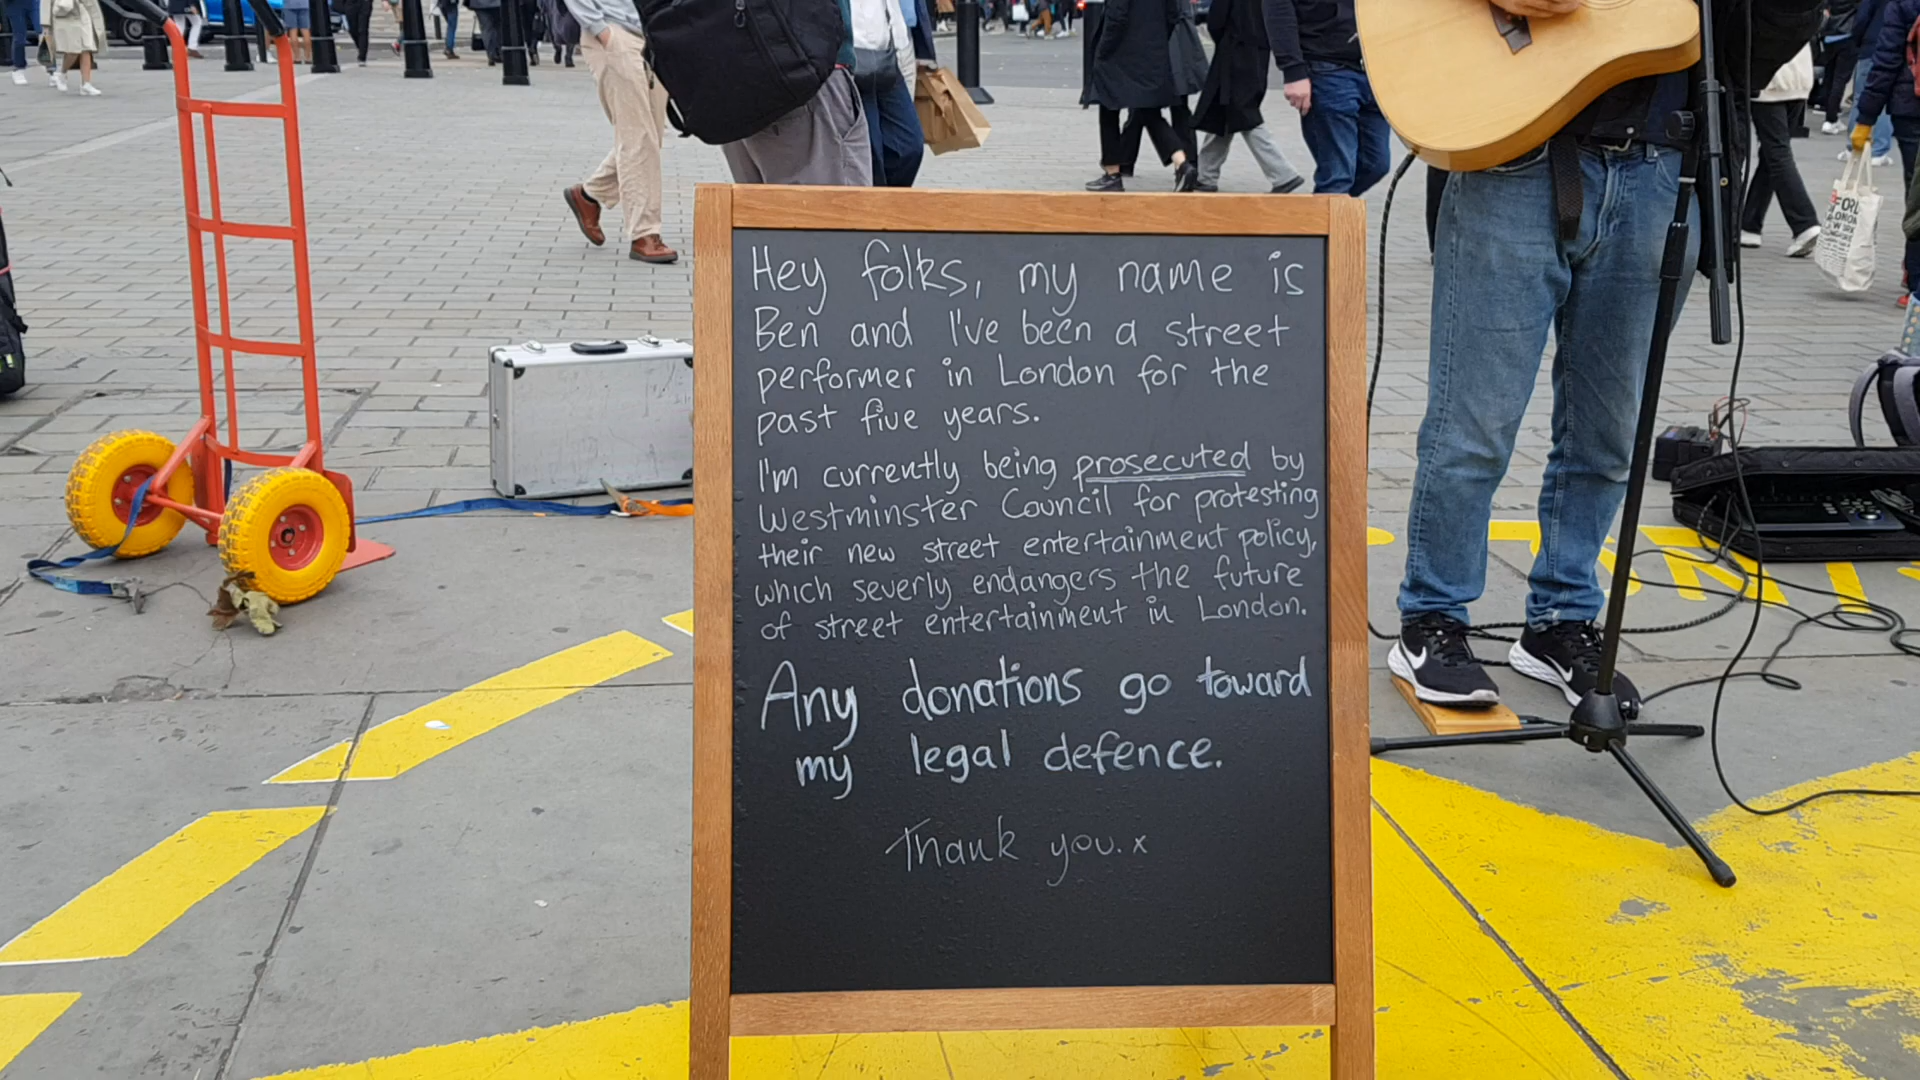 Hey folks, my name is
Ben and I've been a street
performer in London for the
past five years.
I'm currently being prosecuted by
Westminster Council for protesting
their new street entertainment policy,
which severly endangers the future
of street entertainment in London.
Any donations go toward
my legal defence.
Thank you. x